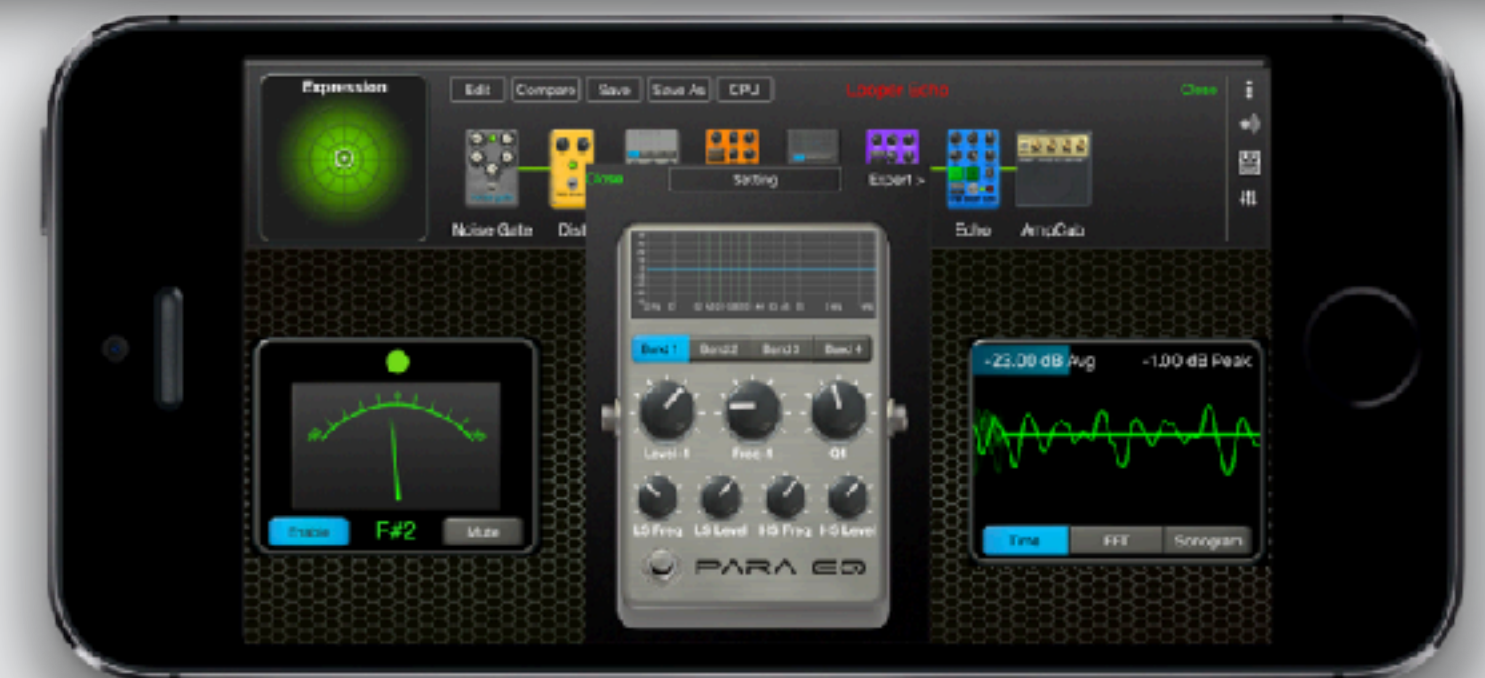 Expression
Edit Compare Save Save As CPU
Looper Echo
Close
Close
Setting
Expert >
Noise Gate
Dist
Echo
AmpCab
Band 1 Band 2 Band 3 Band 4
Level 1 Freq 1 Q1
LS Freq LS Level HS Freq HS Level
PARA EQ
Enable
F#2
Mute
-23.00 dB Avg
-1.00 dB Peak
Time FFT Sonogram